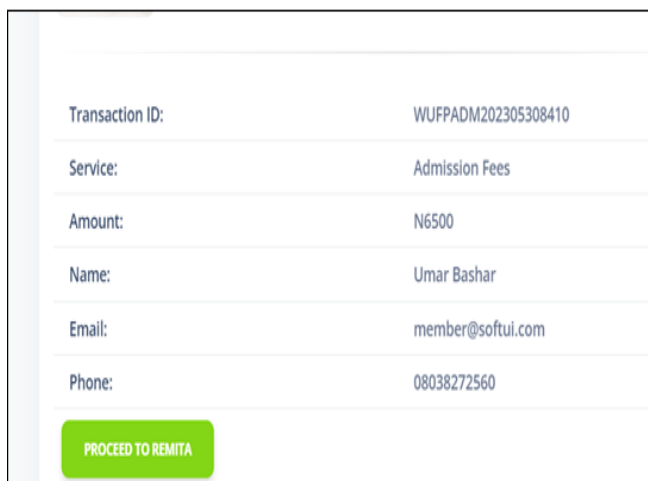 Transaction ID: WUFPADM202305308410
Service: Admission Fees
Amount: N6500
Name: Umar Bashar
Email: member@softui.com
Phone: 08038272560
PROCEED TO REMITA